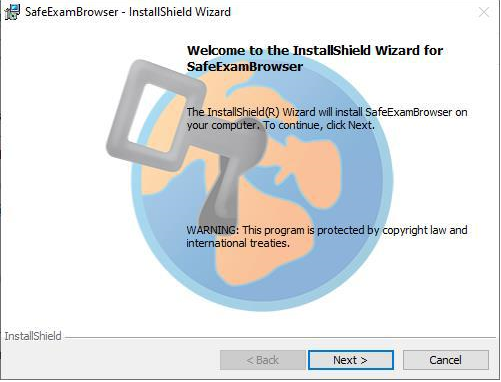 SafeExamBrowser - InstallShield Wizard
Welcome to the InstallShield Wizard for
SafeExamBrowser
The InstallShield(R) Wizard will install SafeExamBrowser on
your computer. To continue, click Next.
WARNING: This program is protected by copyright law and
international treaties.
InstallShield
< Back
Next >
Cancel